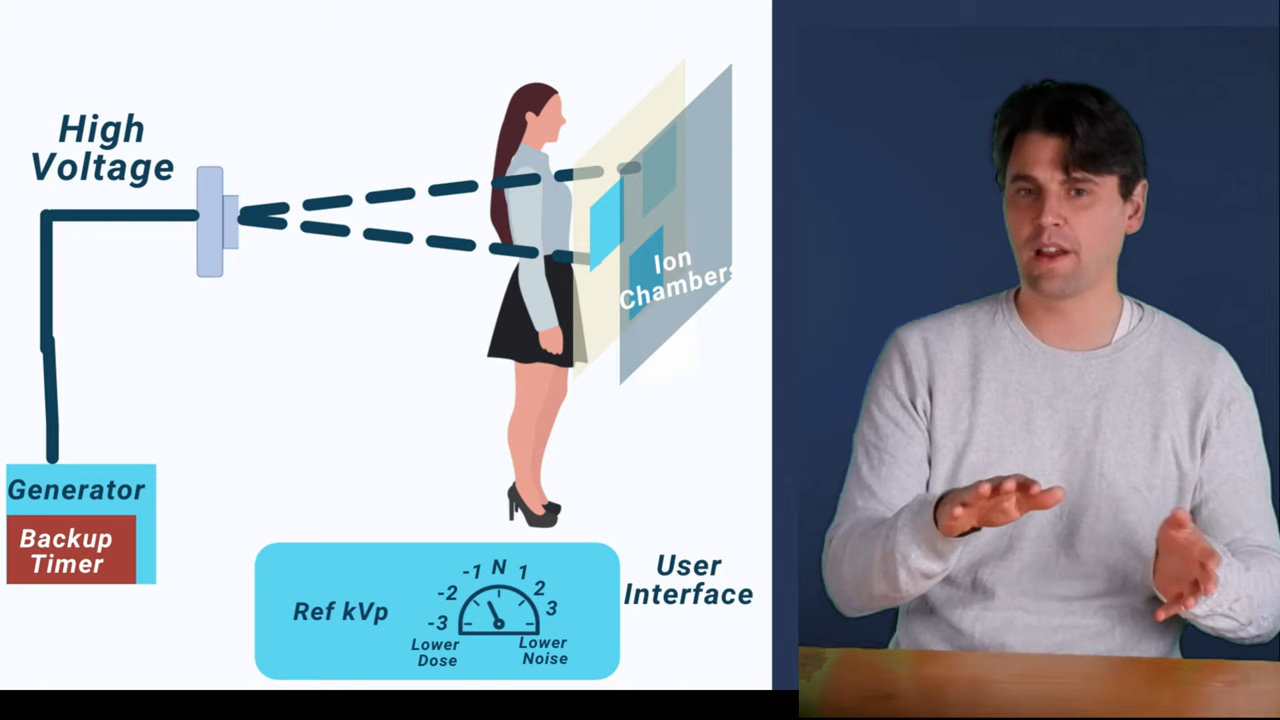 High
Voltage
Ion
Chambers
Generator
Backup
Timer
Ref kVp
-3 -2 -1 N 1 2 3
Lower
Dose
Lower
Noise
User
Interface